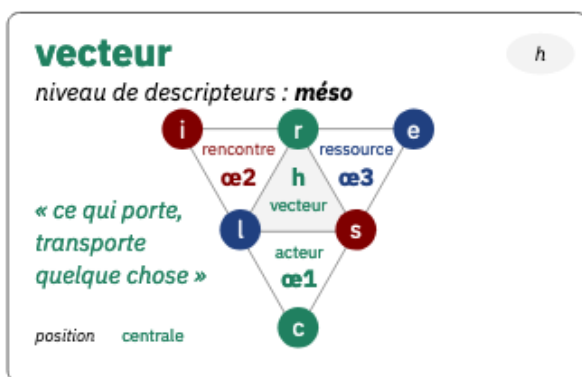 vecteur
h
niveau de descripteurs : méso
i r e
rencontre ressource
œ2 h œ3
vecteur
l s
« ce qui porte,
transporte
quelque chose »
acteur
œ1
c
position centrale